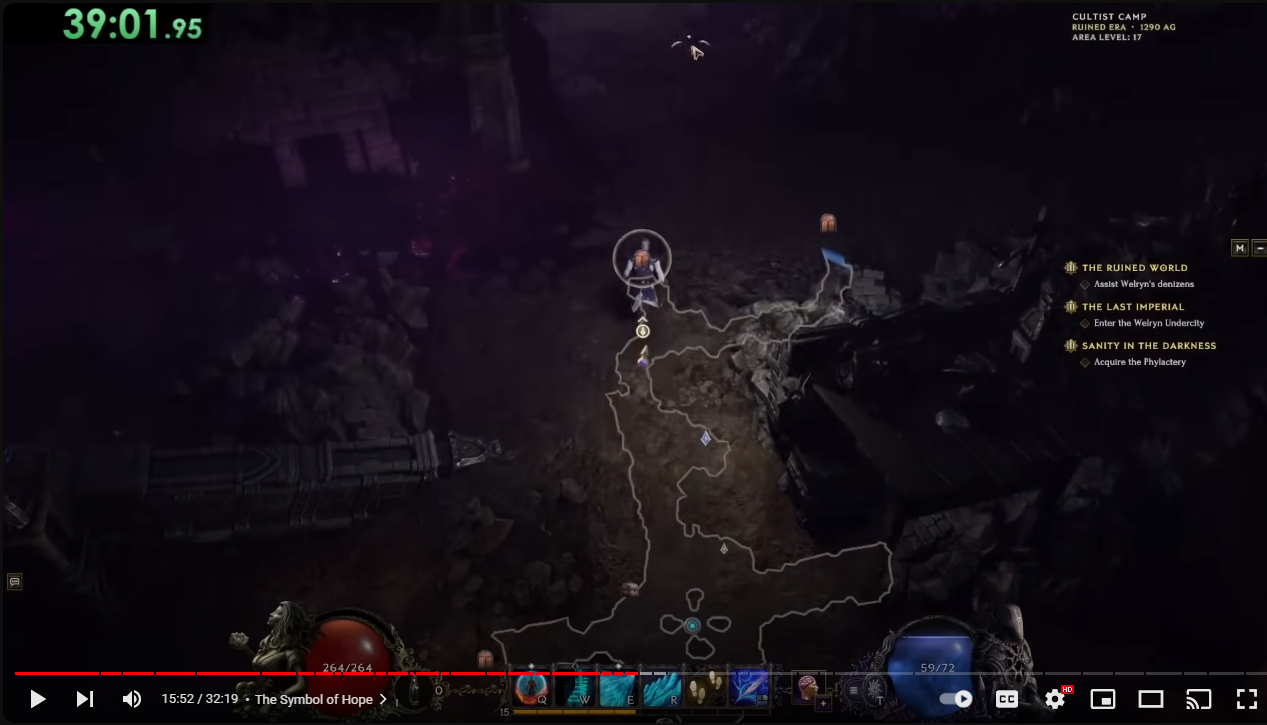 39:01.95
CULTIST CAMP
RUINED ERA • 1290 AG
AREA LEVEL: 17
M
THE RUINED WORLD
Assist Welryn's denizens
THE LAST IMPERIAL
Enter the Welryn Undercity
SANITY IN THE DARKNESS
Acquire the Phylactery
264/264
59/72
Q
W
E
R
T
15
15:52 / 32:19 • The Symbol of Hope
CC
HD